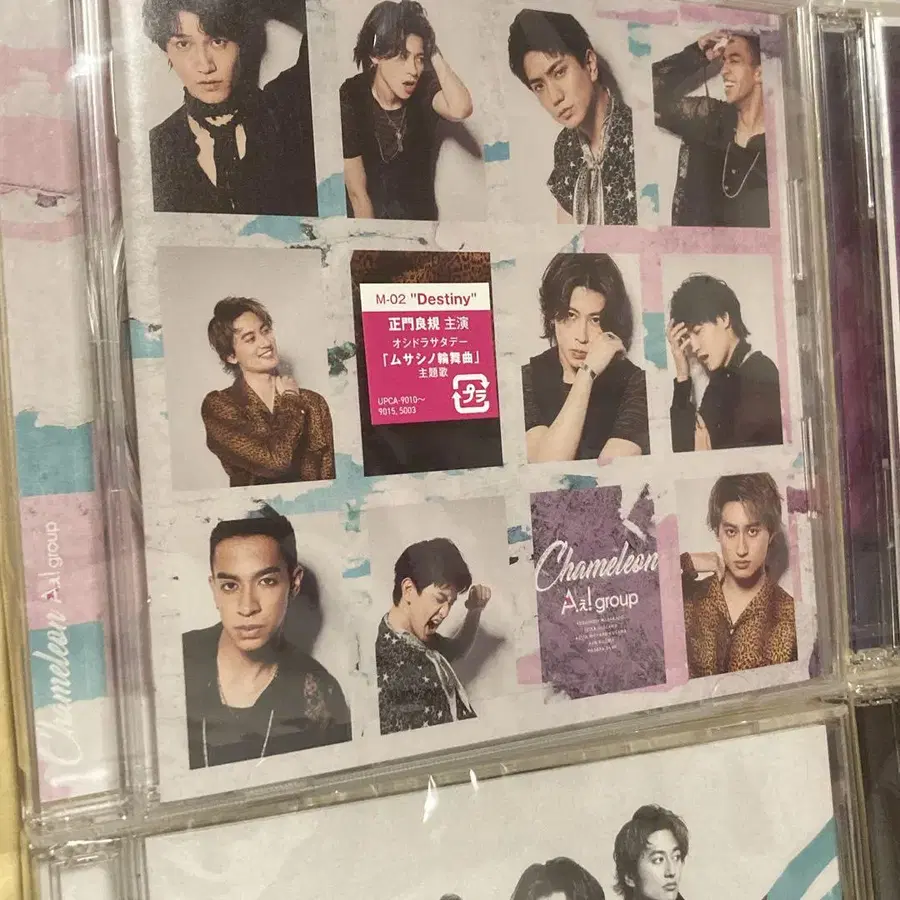 M-02 "Destiny"
正門良規 主演
オシドラサタデー
「ムサシノ輪舞曲」
主題歌
UPCA-9010〜
9015, 5003
プラ
Chameleon
Aぇ! group
Chameleon Aぇ! group